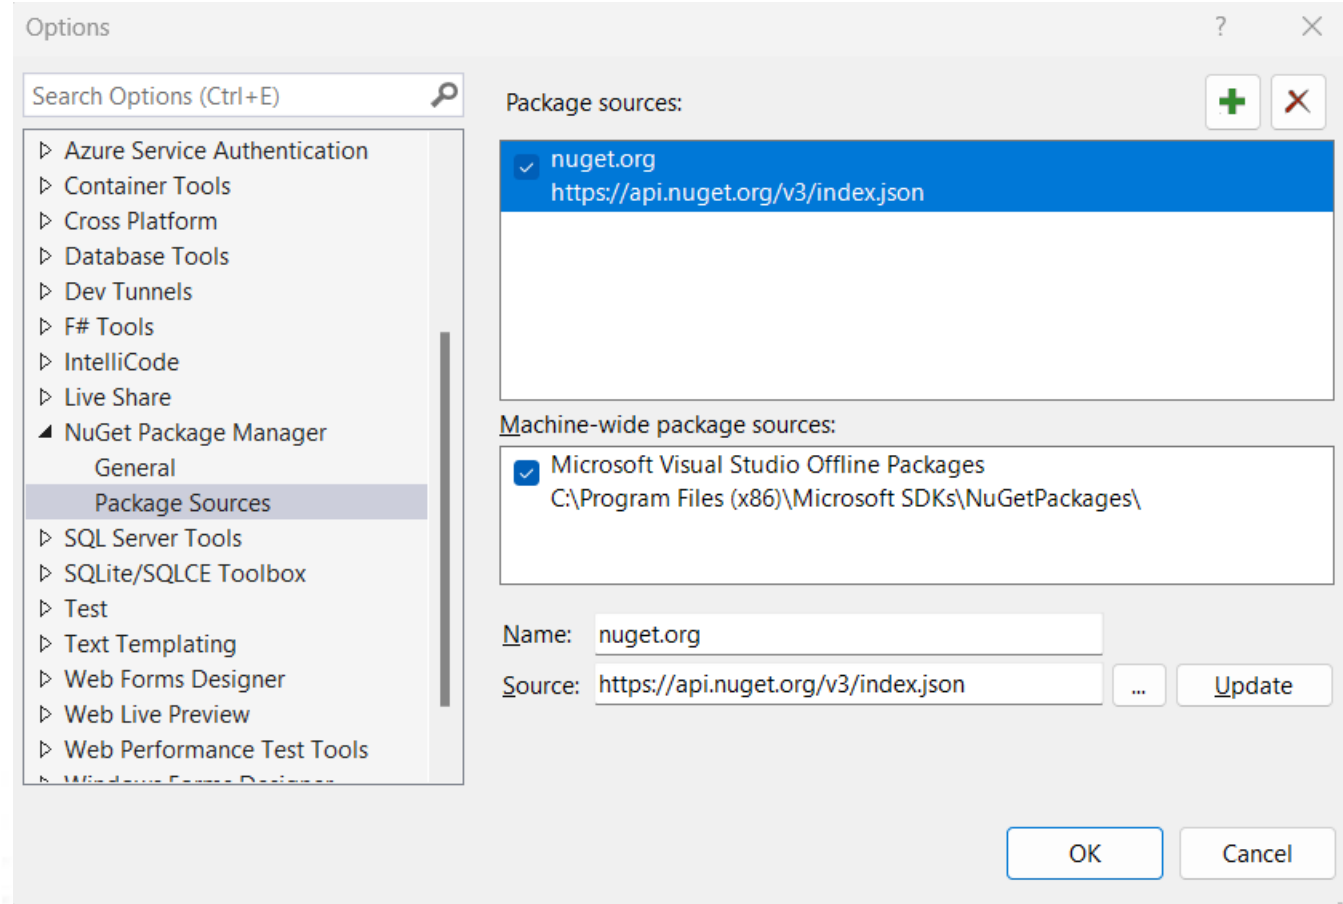 Options
?
Search Options (Ctrl+E)
Azure Service Authentication
Container Tools
Cross Platform
Database Tools
Dev Tunnels
F# Tools
IntelliCode
Live Share
NuGet Package Manager
General
Package Sources
SQL Server Tools
SQLite/SQLCE Toolbox
Test
Text Templating
Web Forms Designer
Web Live Preview
Web Performance Test Tools
Windows Forms Designer
Package sources:
nuget.org
https://api.nuget.org/v3/index.json
Machine-wide package sources:
Microsoft Visual Studio Offline Packages
C:\Program Files (x86)\Microsoft SDKs\NuGetPackages\
Name: nuget.org
Source: https://api.nuget.org/v3/index.json ... Update
OK Cancel